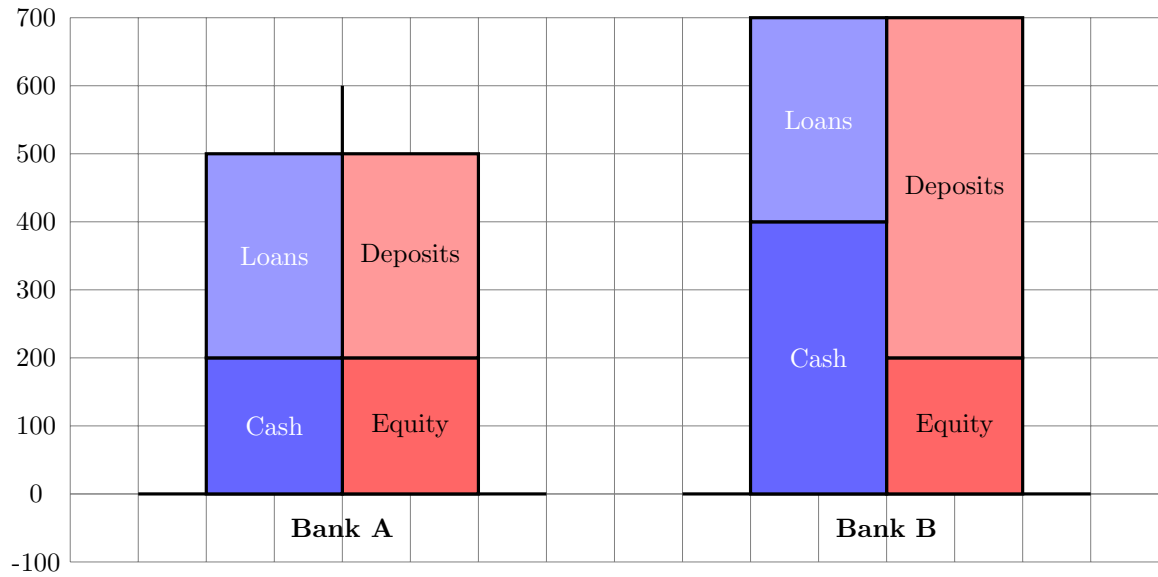 700
600
500
400
300
200
100
0
-100
Loans
Deposits
Cash
Equity
Bank A
Loans
Deposits
Cash
Equity
Bank B